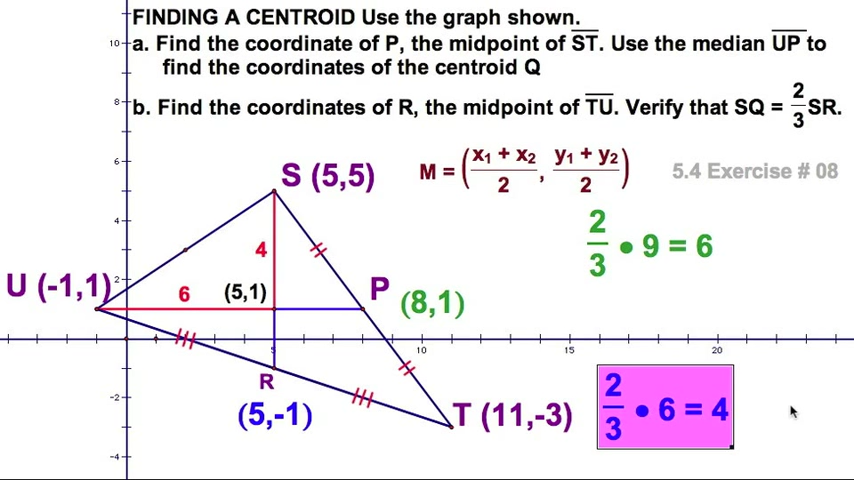 FINDING A CENTROID Use the graph shown.
a. Find the coordinate of P, the midpoint of S̅T̅. Use the median U̅P̅ to
find the coordinates of the centroid Q
b. Find the coordinates of R, the midpoint of T̅U̅. Verify that SQ = 2/3 SR.
M = (x₁ + x₂ / 2, y₁ + y₂ / 2)
5.4 Exercise # 08
S (5,5)
2/3 • 9 = 6
4
U (-1,1)
6
(5,1)
P (8,1)
R
(5,-1)
T (11,-3)
2/3 • 6 = 4
10
8
6
4
2
-2
-4
5
10
15
20